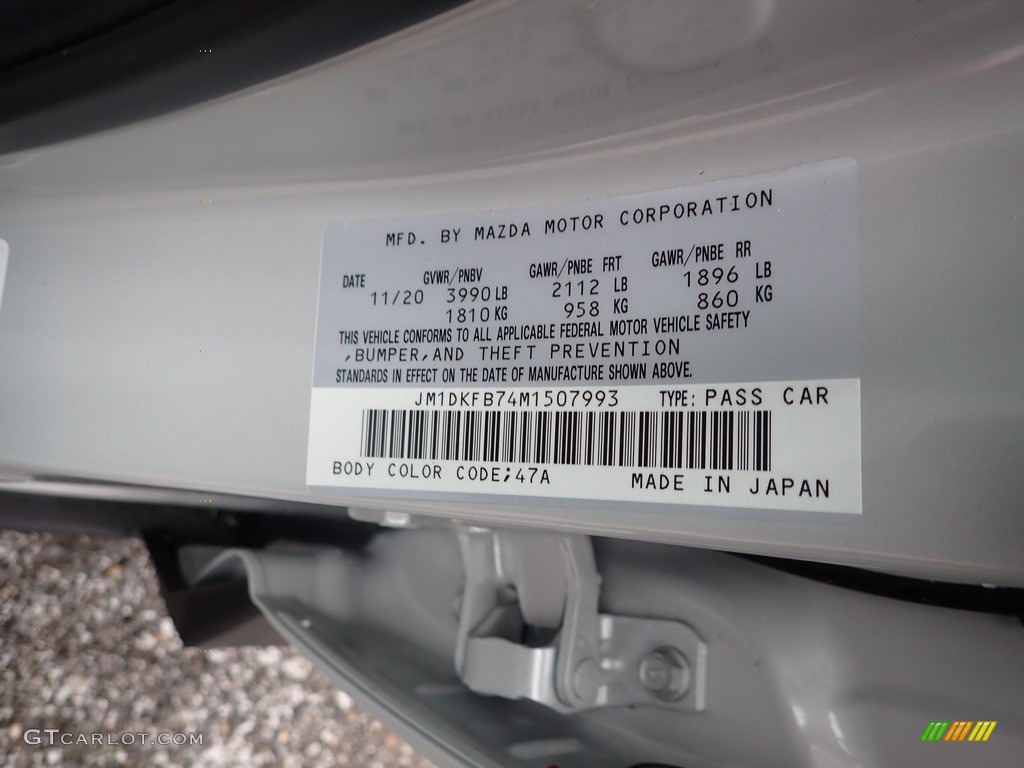 MFD. BY MAZDA MOTOR CORPORATION
DATE GVWR/PNBV GAWR/PNBE FRT GAWR/PNBE RR
11/20 3990 LB 2112 LB 1896 LB
1810 KG 958 KG 860 KG
THIS VEHICLE CONFORMS TO ALL APPLICABLE FEDERAL MOTOR VEHICLE SAFETY
,BUMPER,AND THEFT PREVENTION
STANDARDS IN EFFECT ON THE DATE OF MANUFACTURE SHOWN ABOVE.
JM1DKFB74M1507993 TYPE: PASS CAR
BODY COLOR CODE;47A MADE IN JAPAN
GTCARLOT.COM